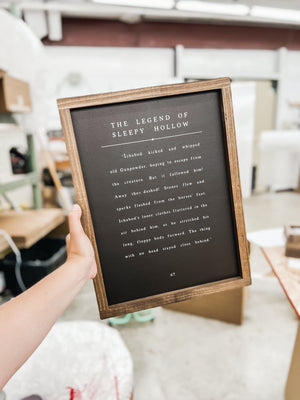 THE LEGEND OF
SLEEPY HOLLOW
"Ichabod kicked and whipped
old Gunpowder, hoping to escape from
the creature. But it followed him!
Away they dashed! Stones flew and
sparks flashed from the horses' feet.
Ichabod's loose clothes fluttered in the
air behind him, as he stretched his
long, floppy body forward. The thing
with no head stayed close behind."
67